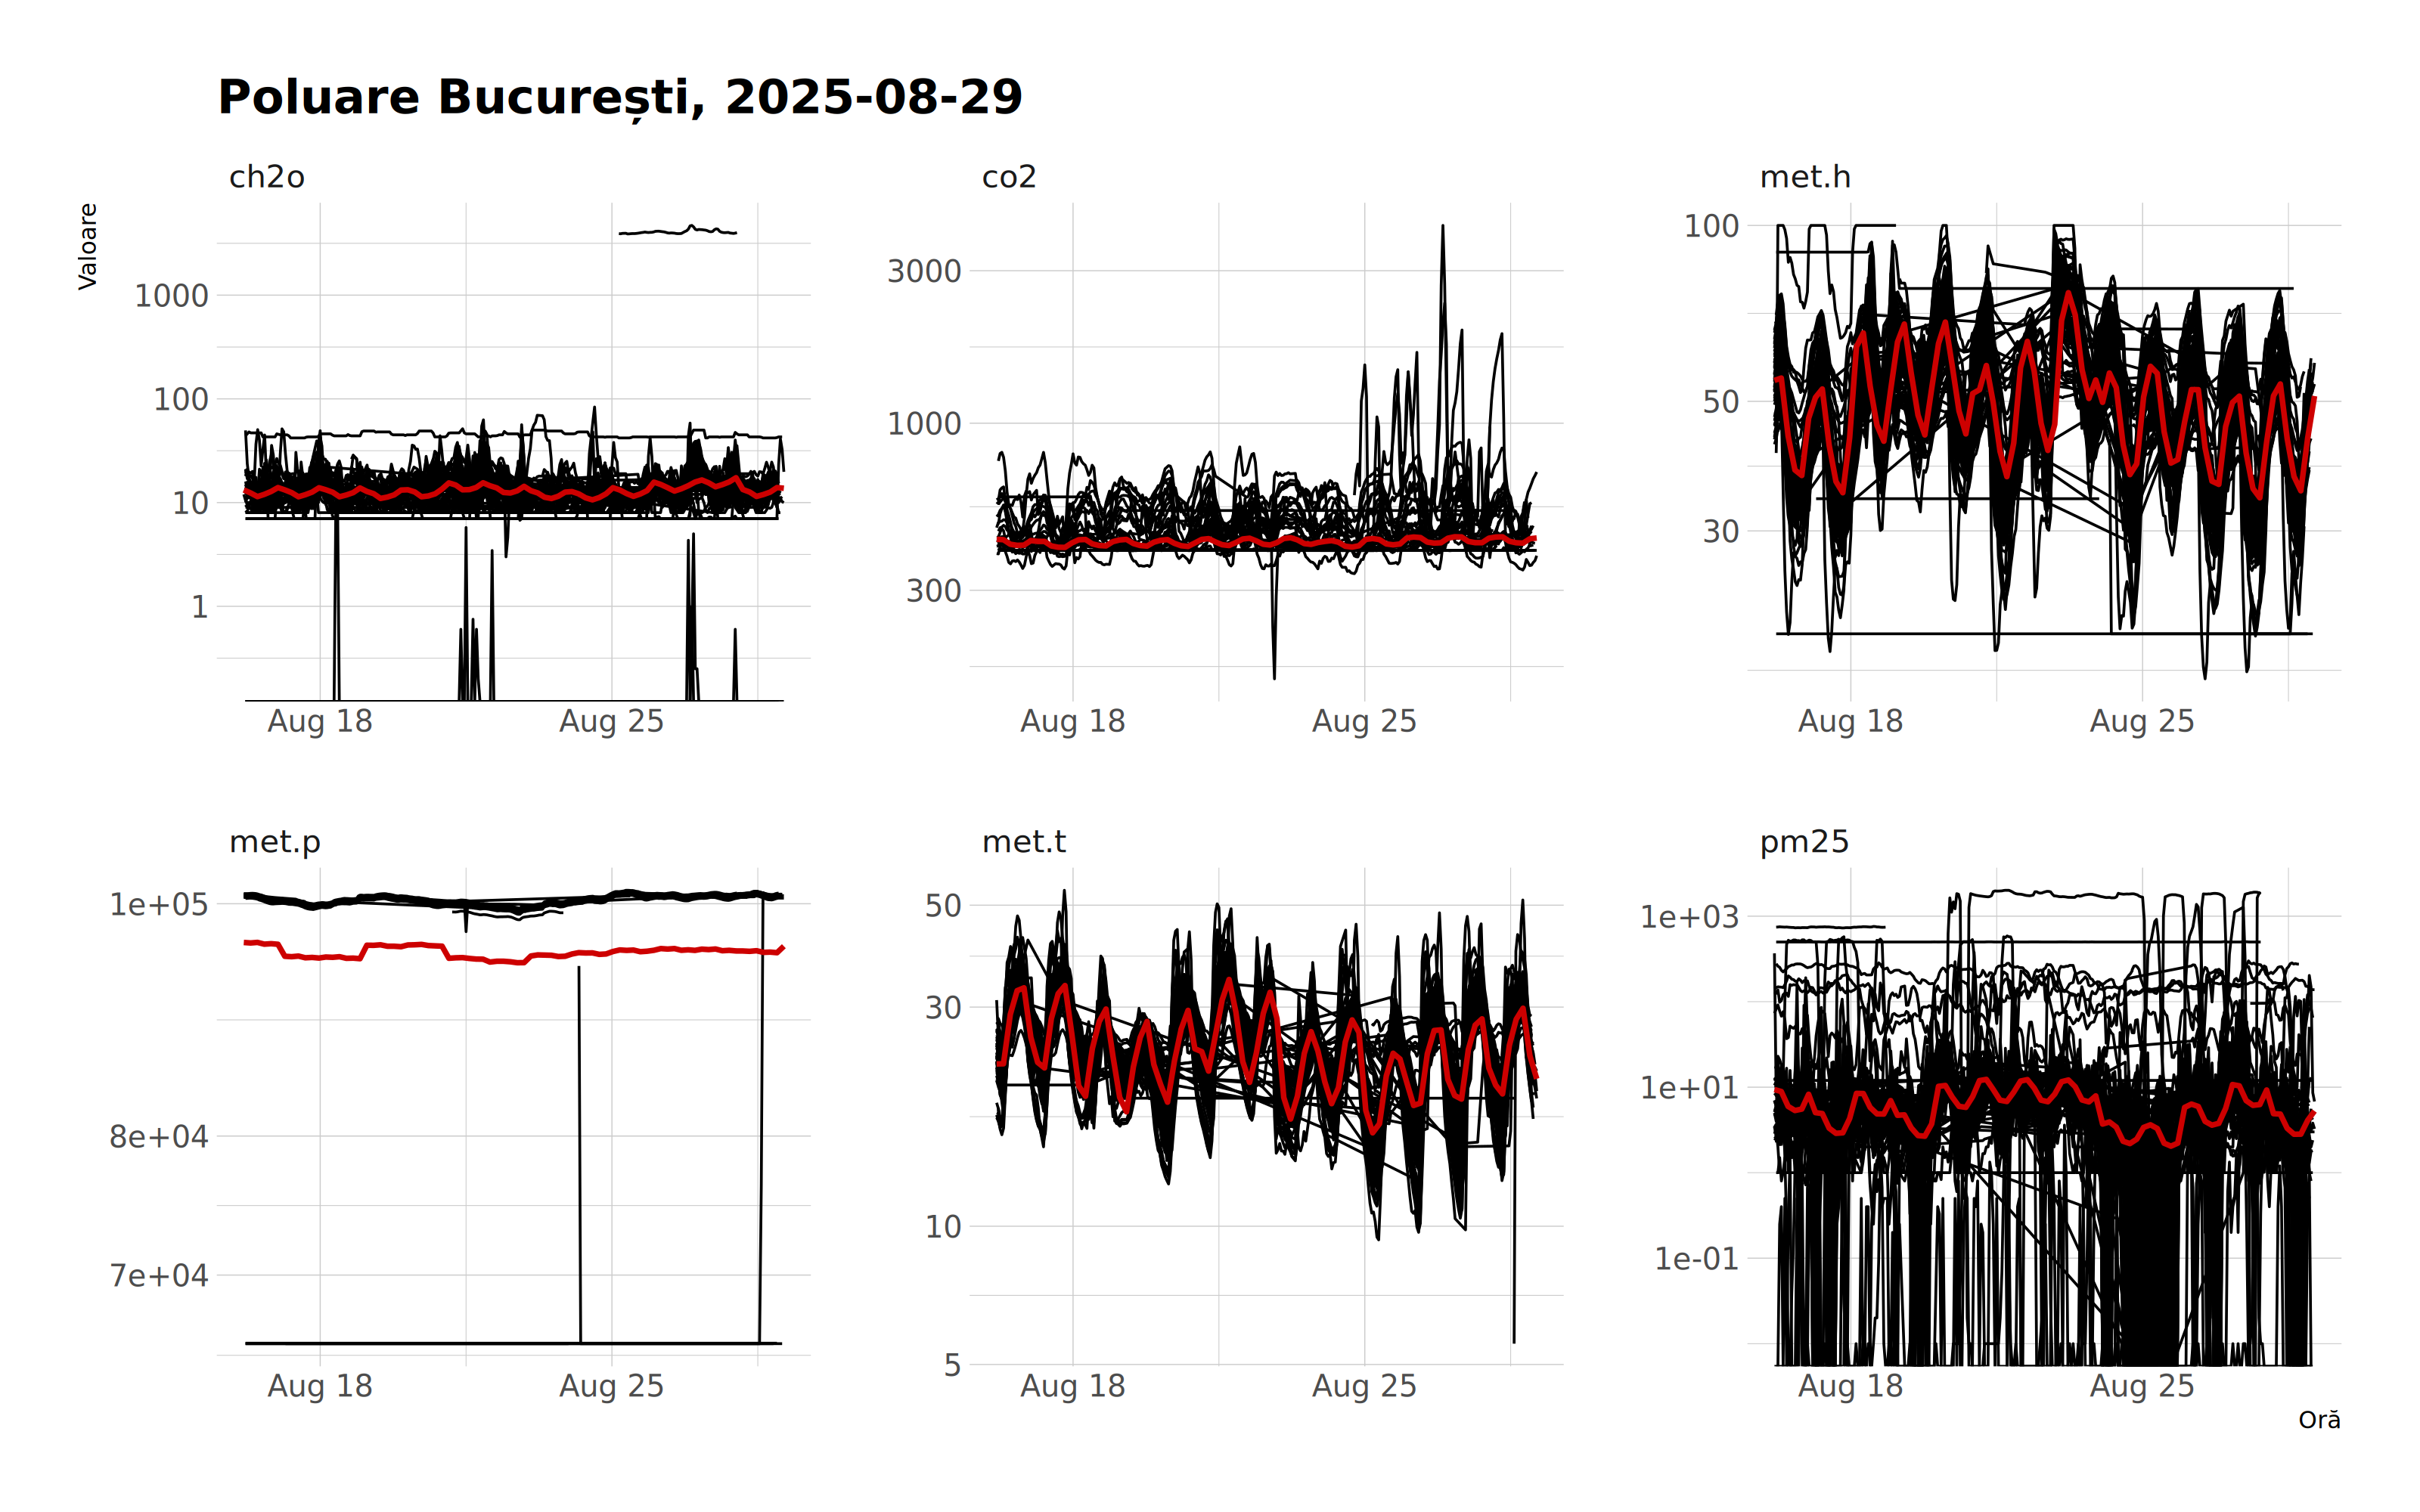 Poluare București, 2025-08-29
Valoare
ch2o
1000
100
10
1
Aug 18 Aug 25
co2
3000
1000
300
Aug 18 Aug 25
met.h
100
50
30
Aug 18 Aug 25
met.p
1e+05
8e+04
7e+04
Aug 18 Aug 25
met.t
50
30
10
5
Aug 18 Aug 25
pm25
1e+03
1e+01
1e-01
Aug 18 Aug 25
Oră